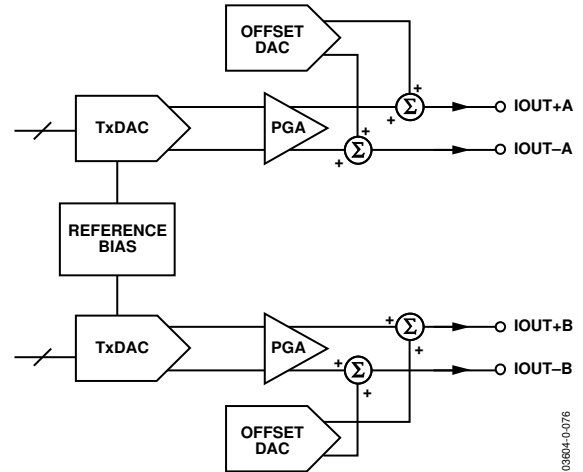 OFFSET
DAC
+
+
Σ
IOUT+A
TxDAC
PGA
+
+
Σ
IOUT–A
REFERENCE
BIAS
TxDAC
PGA
+
Σ
+
IOUT+B
+
Σ
+
IOUT–B
OFFSET
DAC
03604-0-076